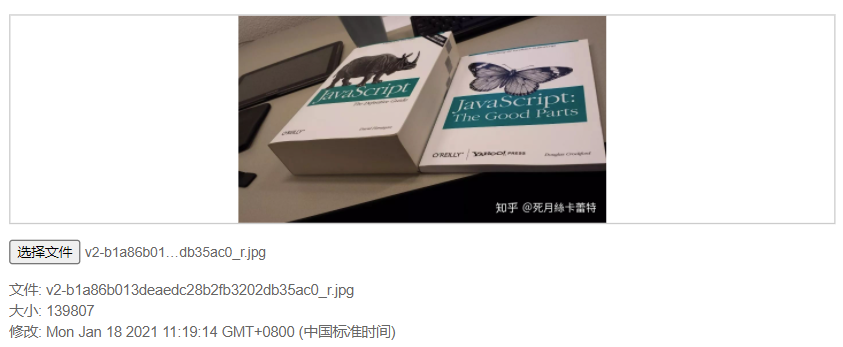 JavaScript
The Definitive Guide
O'REILLY
JavaScript:
The Good Parts
O'REILLY | YAHOO! PRESS
Douglas Crockford
知乎 @死月絲卡蕾特
选择文件 v2-b1a86b01...db35ac0_r.jpg
文件: v2-b1a86b013deaedc28b2fb3202db35ac0_r.jpg
大小: 139807
修改: Mon Jan 18 2021 11:19:14 GMT+0800 (中国标准时间)